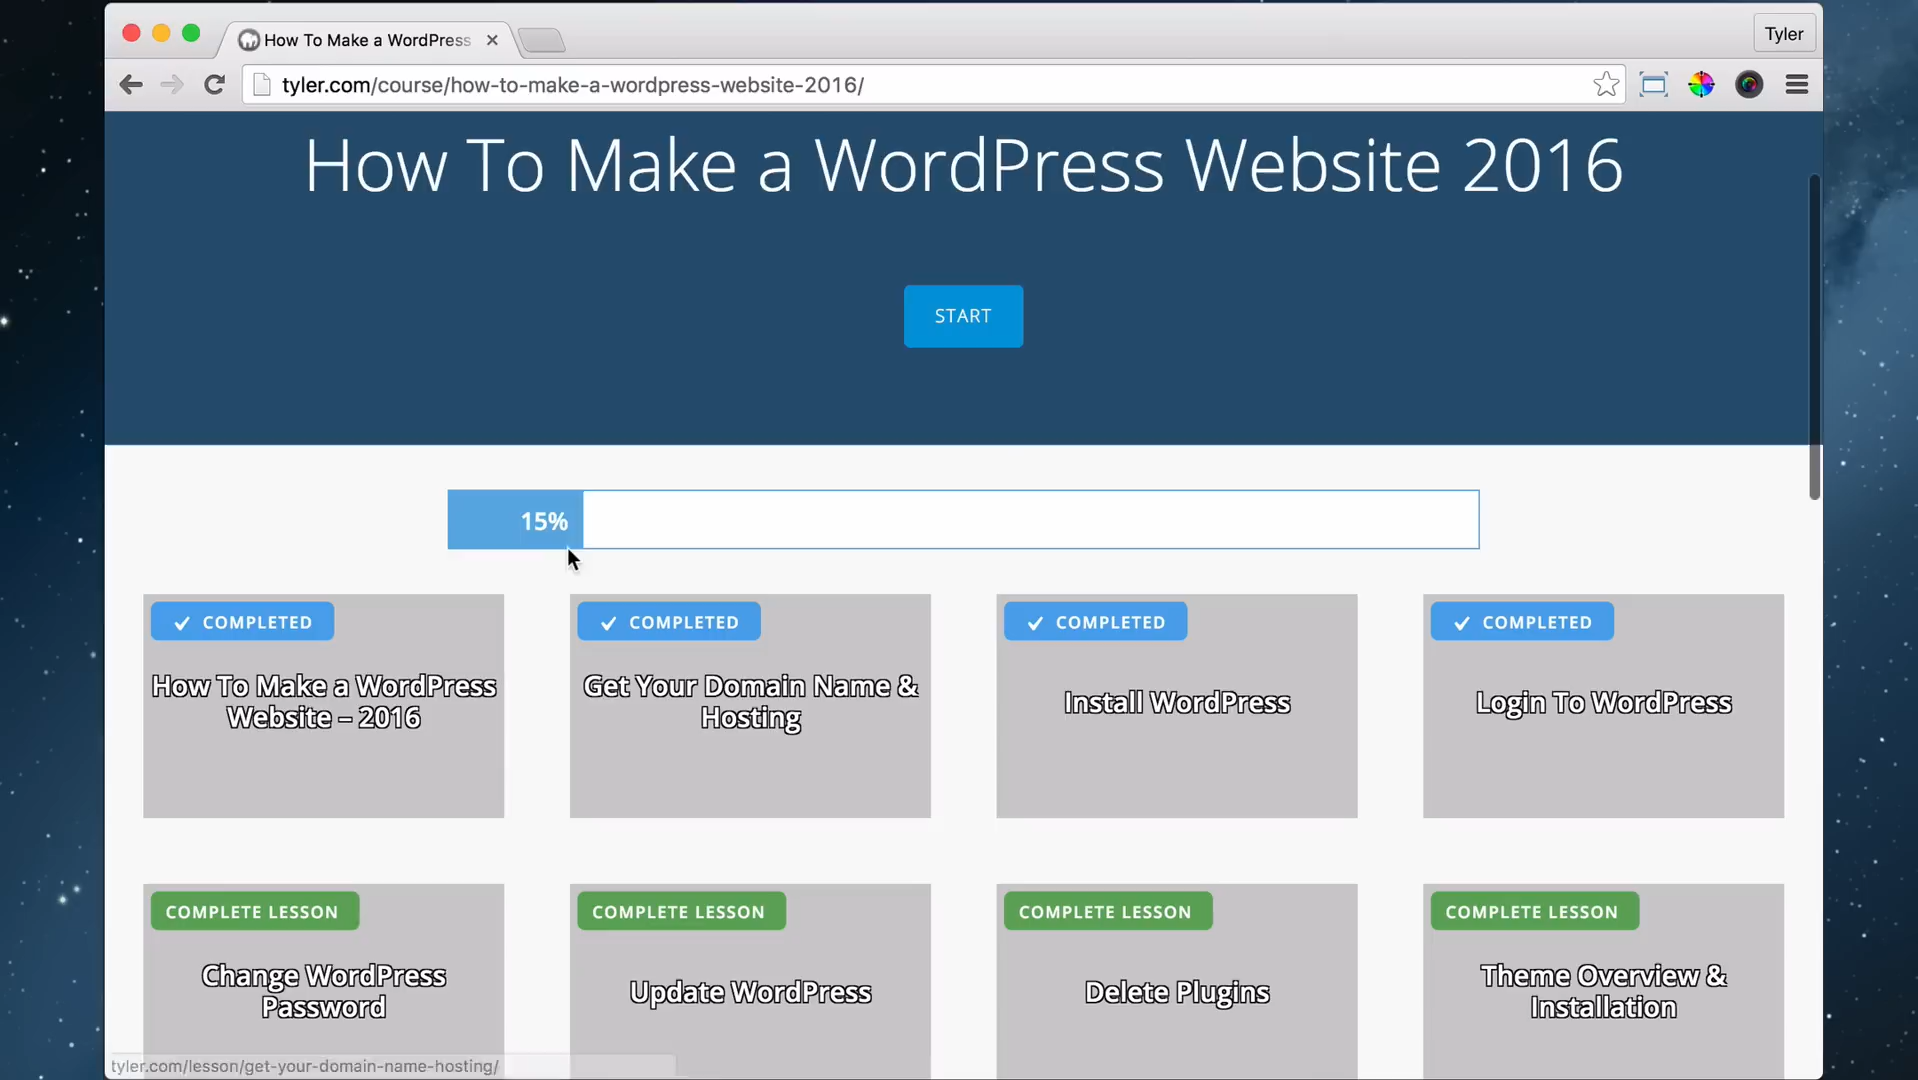 How To Make a WordPress
Tyler
tyler.com/course/how-to-make-a-wordpress-website-2016/
How To Make a WordPress Website 2016
START
15%
COMPLETED
COMPLETED
COMPLETED
COMPLETED
How To Make a WordPress
Website – 2016
Get Your Domain Name &
Hosting
Install WordPress
Login To WordPress
COMPLETE LESSON
COMPLETE LESSON
COMPLETE LESSON
COMPLETE LESSON
Change WordPress
Password
Update WordPress
Delete Plugins
Theme Overview &
Installation
tyler.com/lesson/get-your-domain-name-hosting/